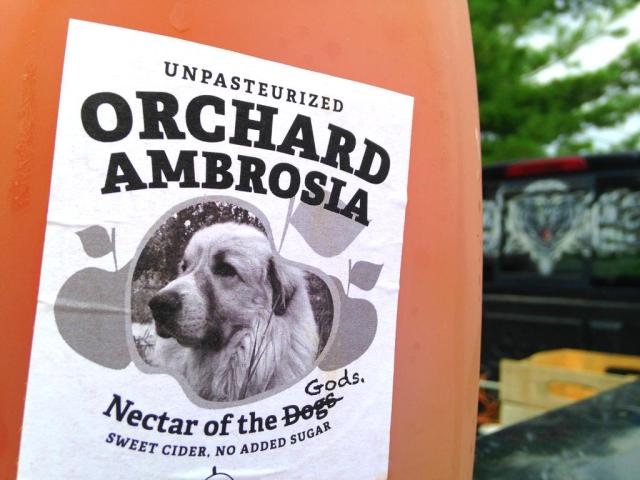 UNPASTEURIZED
ORCHARD
AMBROSIA
Gods.
Nectar of the Dogs
SWEET CIDER, NO ADDED SUGAR